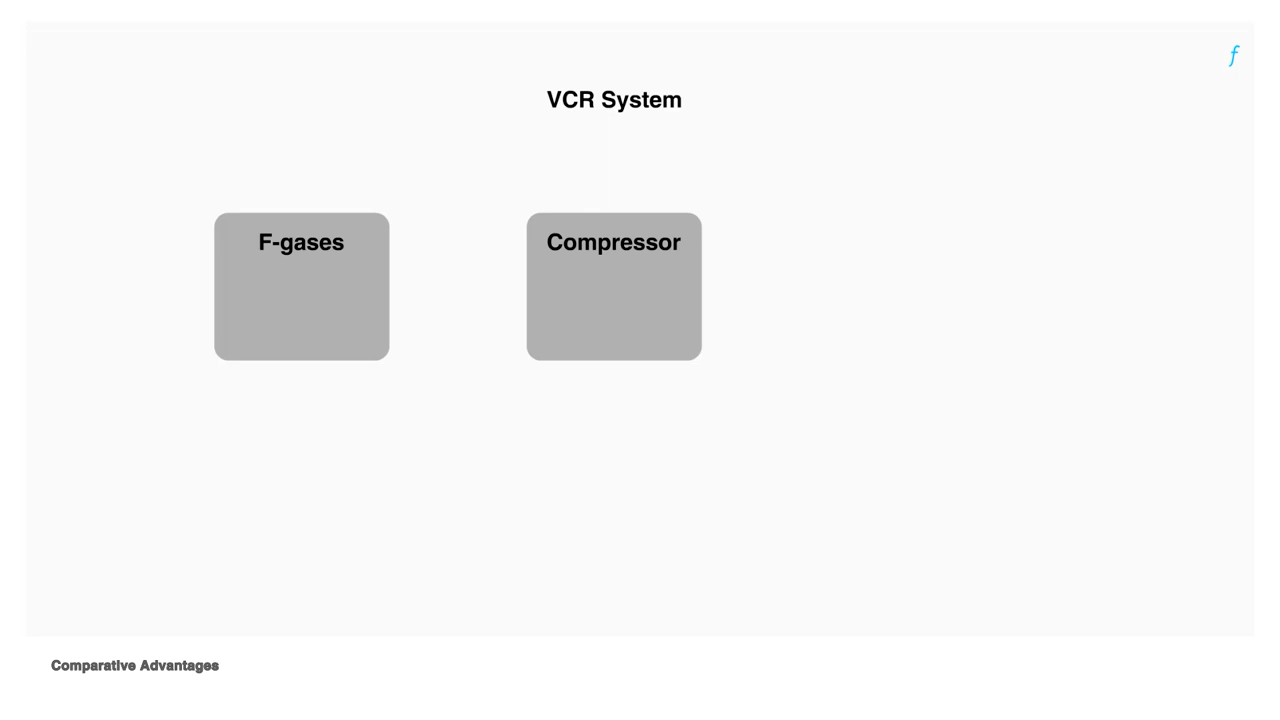 f
VCR System
F-gases
Compressor
Comparative Advantages